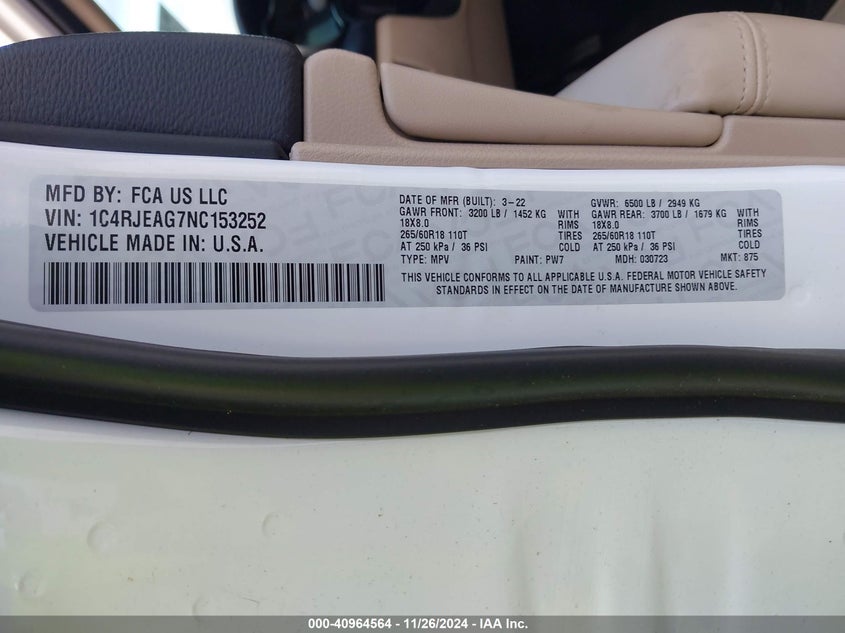 MFD BY: FCA US LLC
VIN: 1C4RJEAG7NC153252
VEHICLE MADE IN: U.S.A.
DATE OF MFR (BUILT): 3-22 GVWR: 6500 LB / 2949 KG
GAWR FRONT: 3200 LB / 1452 KG WITH GAWR REAR: 3700 LB / 1679 KG WITH
18X8.0 RIMS 18X8.0 RIMS
265/60R18 110T TIRES 265/60R18 110T TIRES
AT 250 kPa / 36 PSI COLD AT 250 kPa / 36 PSI COLD
TYPE: MPV PAINT: PW7 MDH: 030723 MKT: 875
THIS VEHICLE CONFORMS TO ALL APPLICABLE U.S.A. FEDERAL MOTOR VEHICLE SAFETY
STANDARDS IN EFFECT ON THE DATE OF MANUFACTURE SHOWN ABOVE.
000-40964564 | 11/26/2024 - IAA Inc.